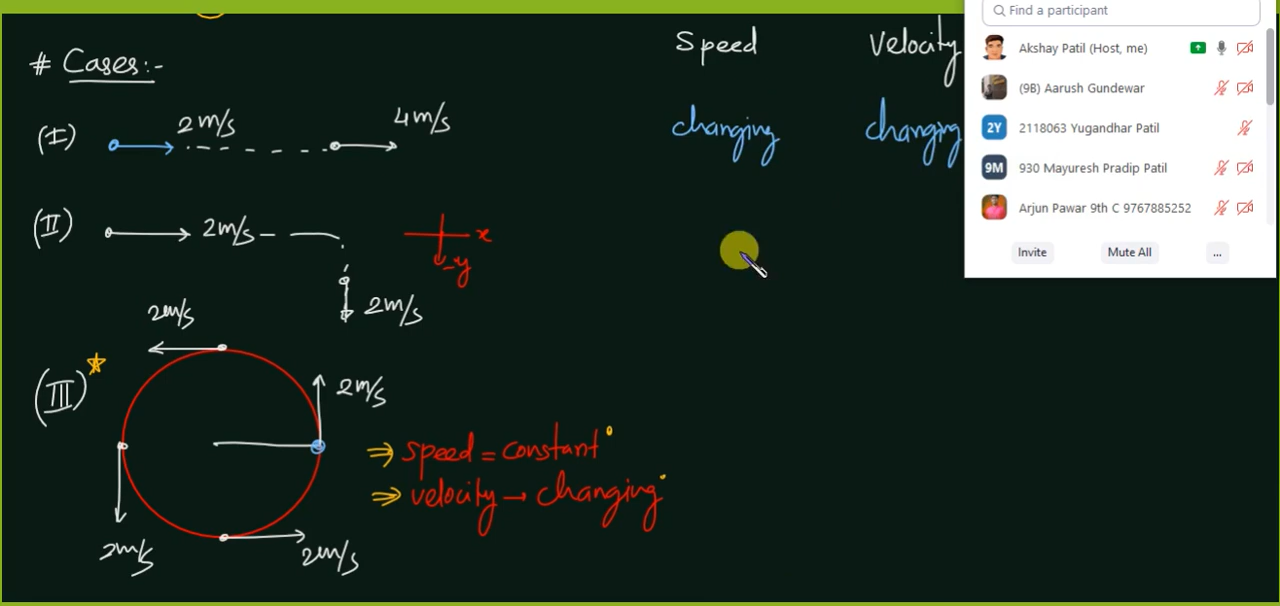 Find a participant
Speed Velocity
# Cases:-
Akshay Patil (Host, me)
(9B) Aarush Gundewar
(I) 2m/s 4m/s changing changing
2Y 2118063 Yugandhar Patil
9M 930 Mayuresh Pradip Patil
Arjun Pawar 9th C 9767885252
(II) 2m/s x
-y
Invite Mute All ...
2m/s
2m/s
(III)*
2m/s
⇒ speed = constant
⇒ velocity → changing
2m/s 2m/s